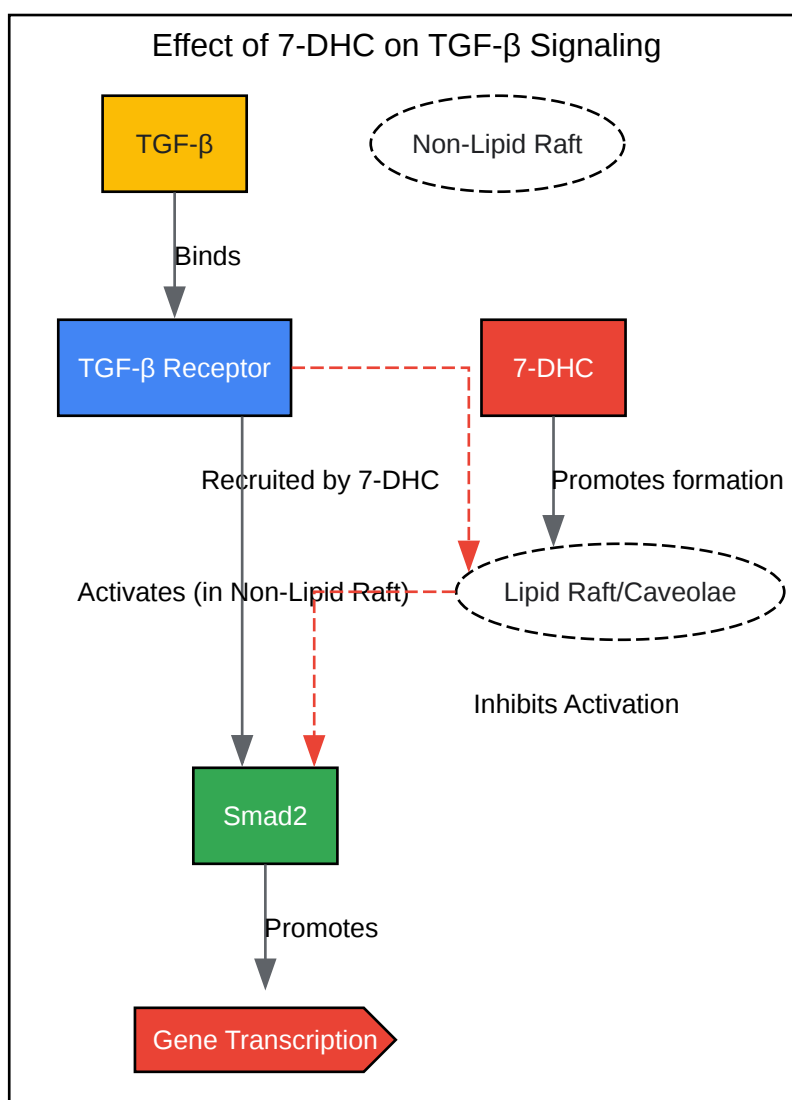 Effect of 7-DHC on TGF-β Signaling
TGF-β
Non-Lipid Raft
Binds
TGF-β Receptor
7-DHC
Recruited by 7-DHC
Promotes formation
Activates (in Non-Lipid Raft)
Lipid Raft/Caveolae
Inhibits Activation
Smad2
Promotes
Gene Transcription